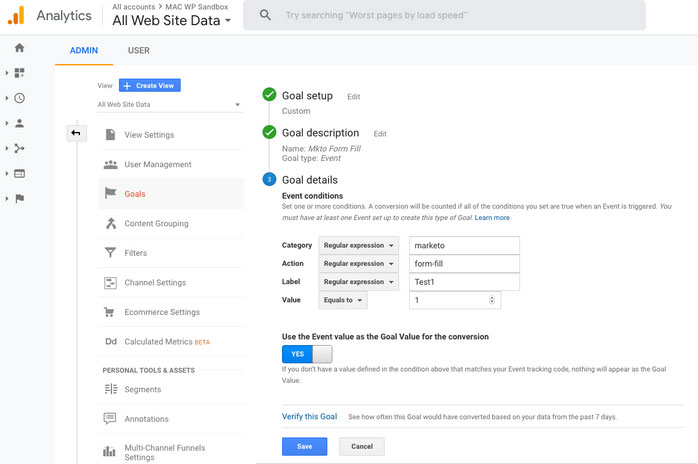 Analytics
All accounts > MAC WP Sandbox
All Web Site Data
Try searching "Worst pages by load speed"
ADMIN
USER
View
+ Create View
All Web Site Data
View Settings
User Management
Goals
Content Grouping
Filters
Channel Settings
Ecommerce Settings
Dd Calculated Metrics BETA
PERSONAL TOOLS & ASSETS
Segments
Annotations
Multi-Channel Funnels
Settings
Goal setup Edit
Custom
Goal description Edit
Name: Mkto Form Fill
Goal type: Event
3 Goal details
Event conditions
Set one or more conditions. A conversion will be counted if all of the conditions you set are true when an Event is triggered. You
must have at least one Event set up to create this type of Goal. Learn more
Category Regular expression marketo
Action Regular expression form-fill
Label Regular expression Test1
Value Equals to 1
Use the Event value as the Goal Value for the conversion
YES
If you don't have a value defined in the condition above that matches your Event tracking code, nothing will appear as the Goal
Value.
Verify this Goal See how often this Goal would have converted based on your data from the past 7 days.
Save Cancel